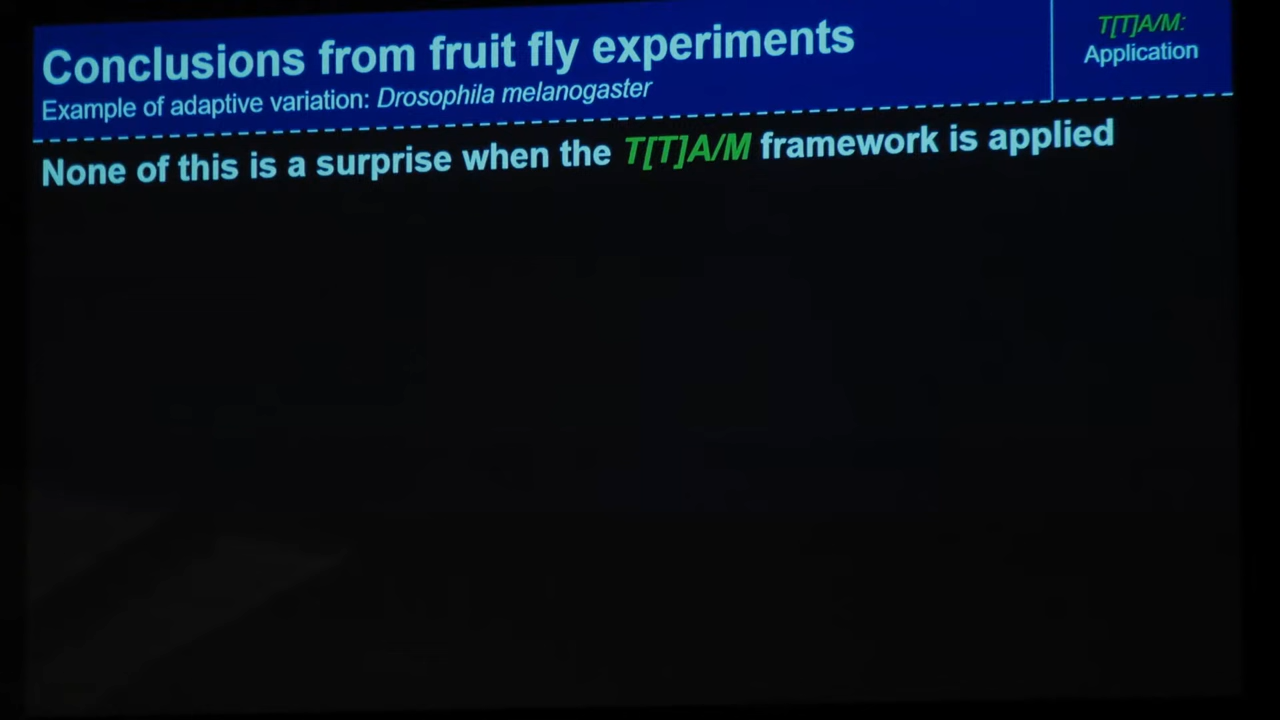 Conclusions from fruit fly experiments
Example of adaptive variation: Drosophila melanogaster
T[T]A/M:
Application
None of this is a surprise when the T[T]A/M framework is applied